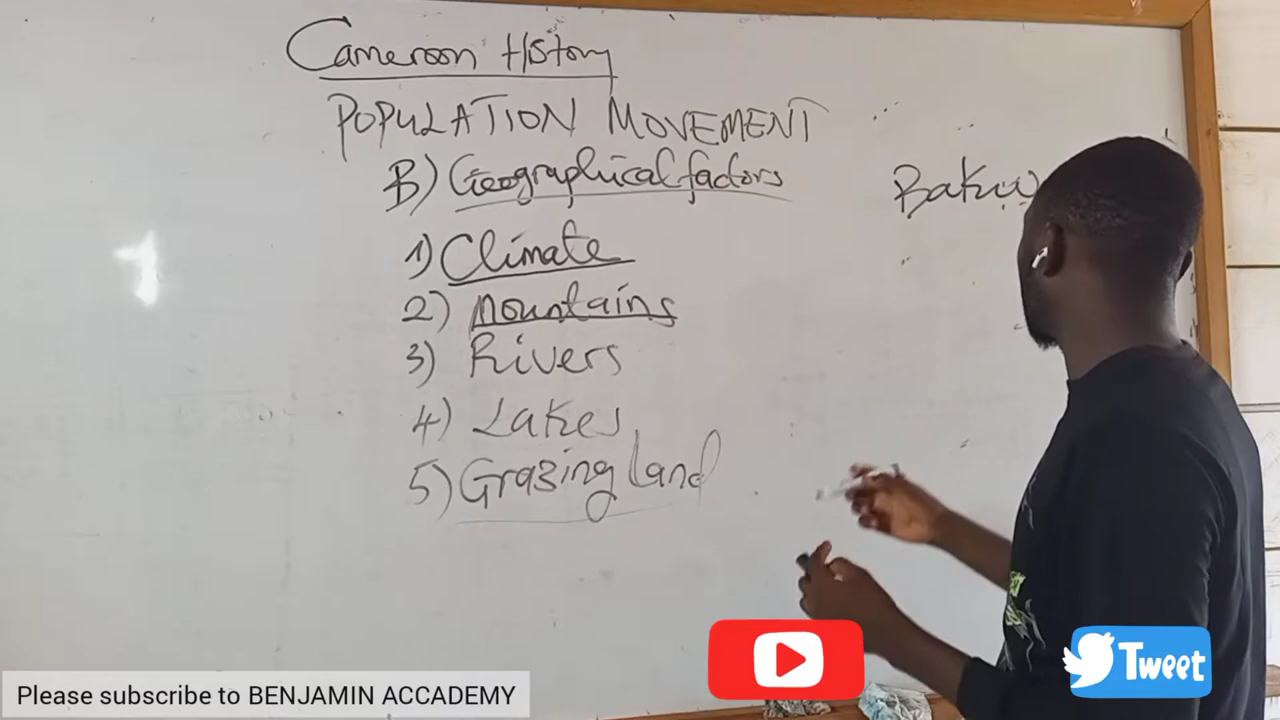 Cameroon History
POPULATION MOVEMENT
B) Geographical factors
1) Climate
2) Mountains
3) Rivers
4) Lakes
5) Grazing land
Tweet
Please subscribe to BENJAMIN ACCADEMY